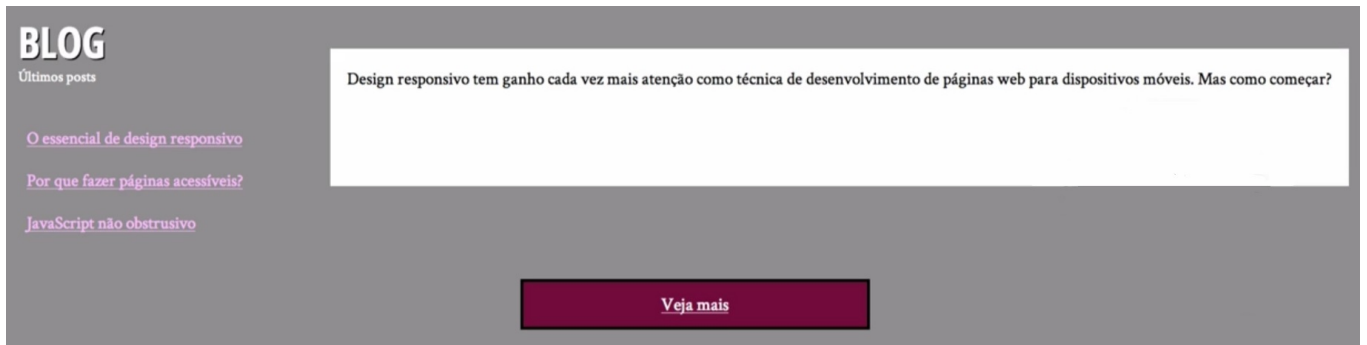 BLOG
Últimos posts
O essencial de design responsivo
Por que fazer páginas acessíveis?
JavaScript não obstrusivo
Design responsivo tem ganho cada vez mais atenção como técnica de desenvolvimento de páginas web para dispositivos móveis. Mas como começar?
Veja mais